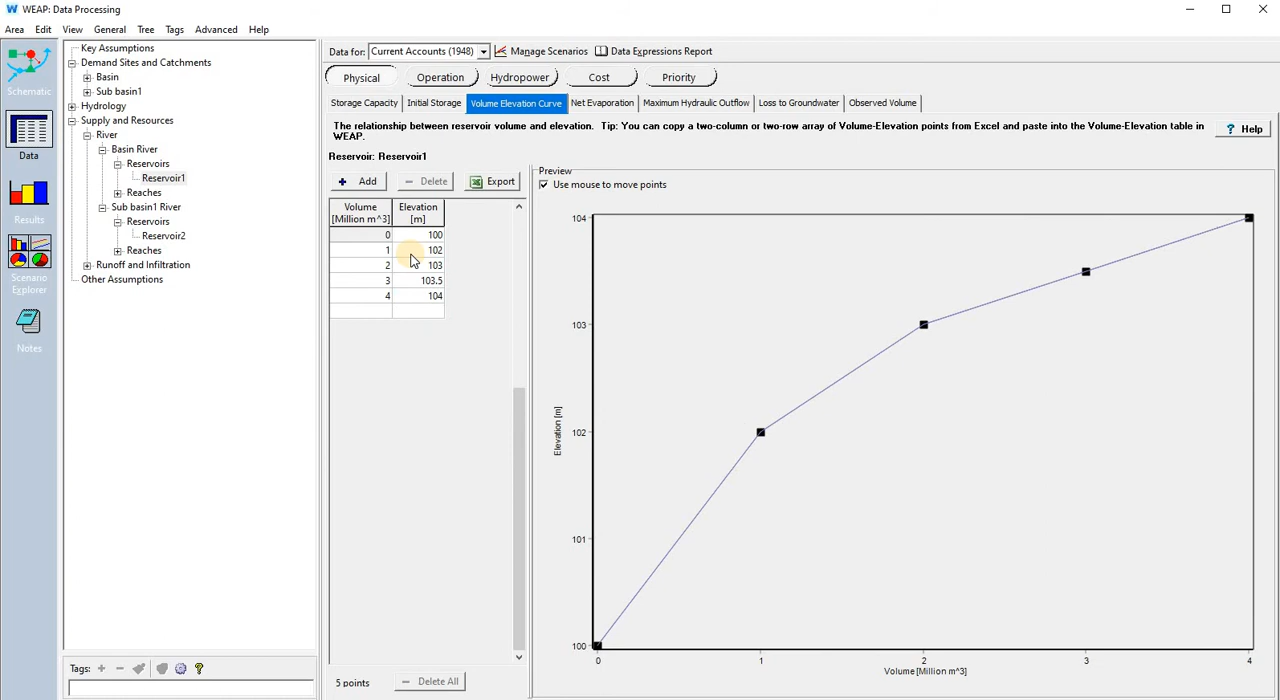 WEAP: Data Processing
Area Edit View General Tree Tags Advanced Help
Schematic
Data
Results
Scenario
Explorer
Notes
Key Assumptions
Demand Sites and Catchments
Basin
Sub basin1
Hydrology
Supply and Resources
River
Basin River
Reservoirs
Reservoir1
Reaches
Sub basin1 River
Reservoirs
Reservoir2
Reaches
Runoff and Infiltration
Other Assumptions
Tags:
Data for: Current Accounts (1948) Manage Scenarios Data Expressions Report
Physical Operation Hydropower Cost Priority
Storage Capacity Initial Storage Volume Elevation Curve Net Evaporation Maximum Hydraulic Outflow Loss to Groundwater Observed Volume
The relationship between reservoir volume and elevation. Tip: You can copy a two-column or two-row array of Volume-Elevation points from Excel and paste into the Volume-Elevation table in
WEAP.
? Help
Reservoir: Reservoir1
+ Add − Delete Export
Volume Elevation
[Million m^3] [m]
0 100
1 102
2 103
3 103.5
4 104
5 points − Delete All
Preview
Use mouse to move points
104
103
102
101
100
Elevation [m]
0 1 2 3 4
Volume [Million m^3]